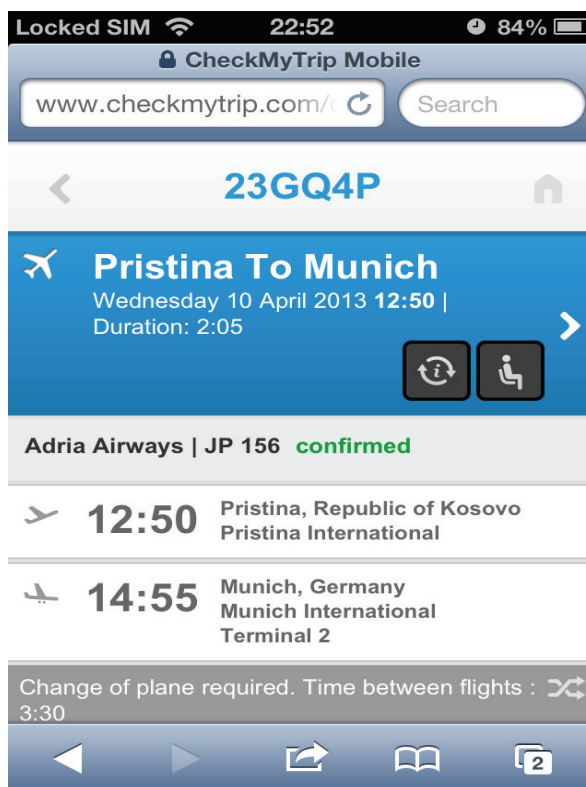 Locked SIM 22:52 84%
CheckMyTrip Mobile
www.checkmytrip.com/ Search
23GQ4P
Pristina To Munich
Wednesday 10 April 2013 12:50 |
Duration: 2:05
i
Adria Airways | JP 156 confirmed
12:50 Pristina, Republic of Kosovo
Pristina International
14:55 Munich, Germany
Munich International
Terminal 2
Change of plane required. Time between flights :
3:30
2